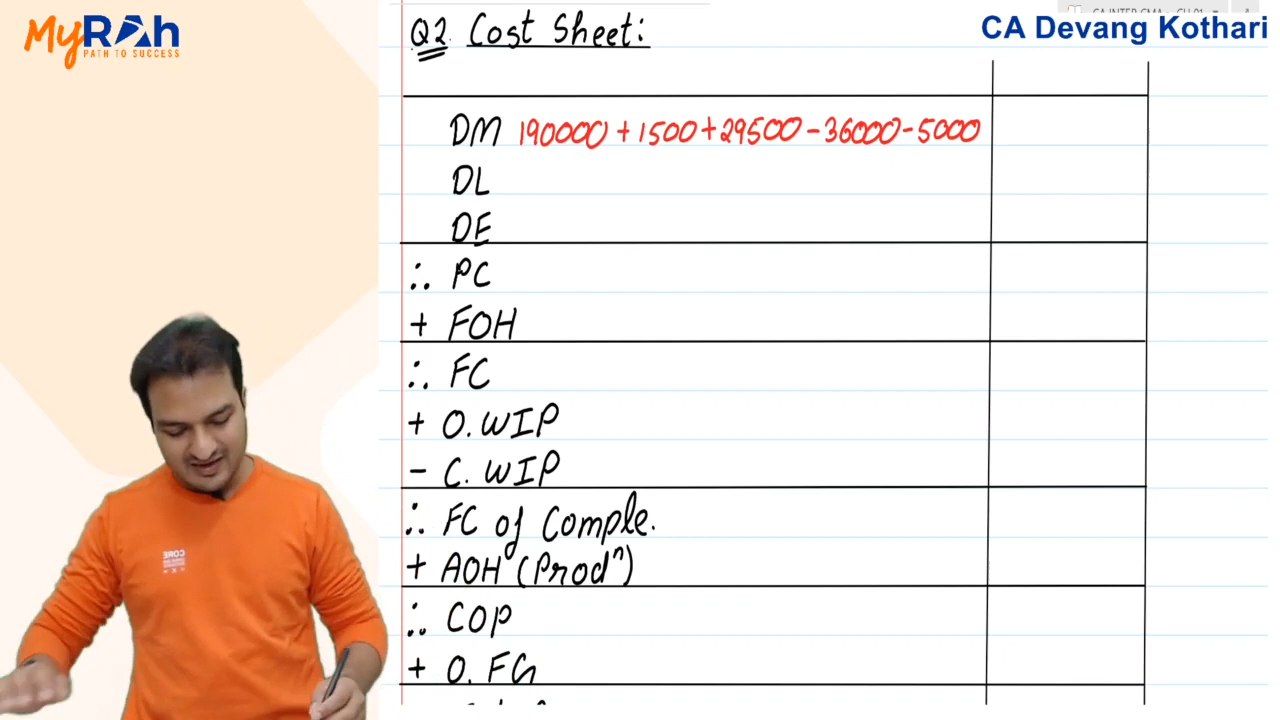 MyRah
PATH TO SUCCESS
CA Devang Kothari
Q2 Cost Sheet:
DM 190000 + 1500 + 29500 - 36000 - 5000
DL
DE
∴ PC
+ FOH
∴ FC
+ O. WIP
- C. WIP
∴ FC of Comple.
+ AOH (Prodⁿ)
∴ COP
+ O. FG
CORE